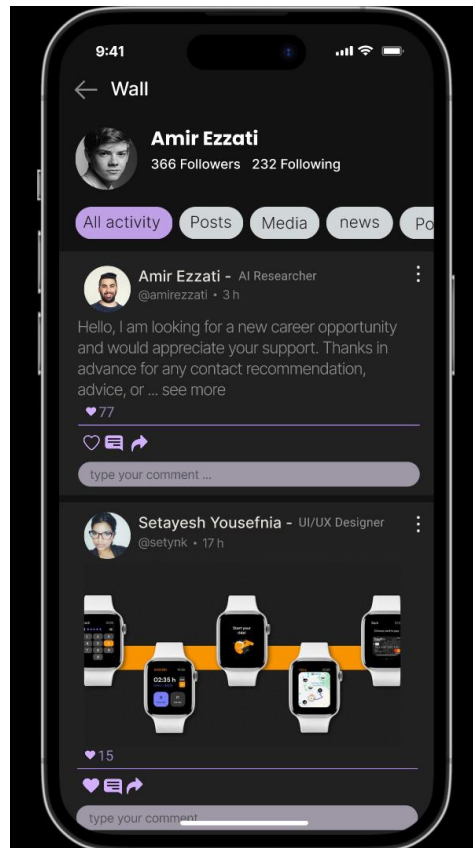 9:41
Wall
Amir Ezzati
366 Followers 232 Following
All activity Posts Media news Po
Amir Ezzati - AI Researcher
@amirezzati • 3 h
Hello, I am looking for a new career opportunity
and would appreciate your support. Thanks in
advance for any contact recommendation,
advice, or ... see more
77
type your comment ...
Setayesh Yousefnia - UI/UX Designer
@setynk • 17 h
Start your
02:35 h
15
type your comment